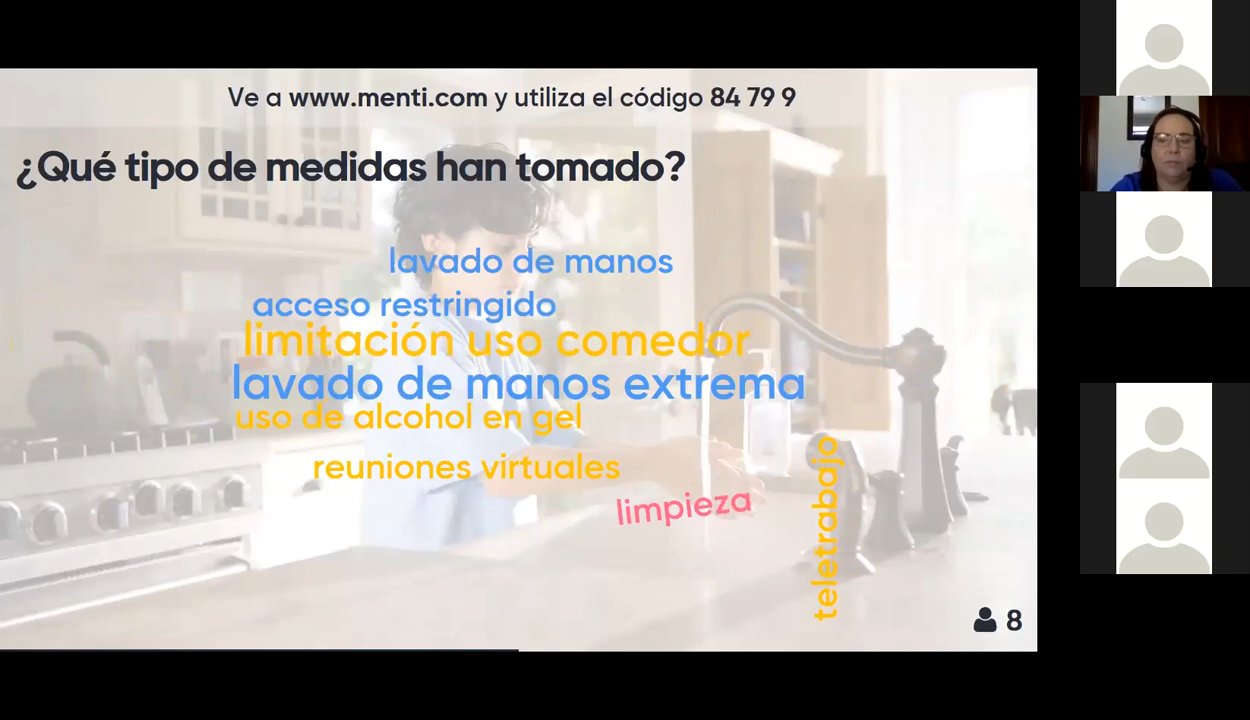 Ve a www.menti.com y utiliza el código 84 79 9
¿Qué tipo de medidas han tomado?
lavado de manos
acceso restringido
limitación uso comedor
lavado de manos extrema
uso de alcohol en gel
reuniones virtuales
limpieza
teletrabajo
8